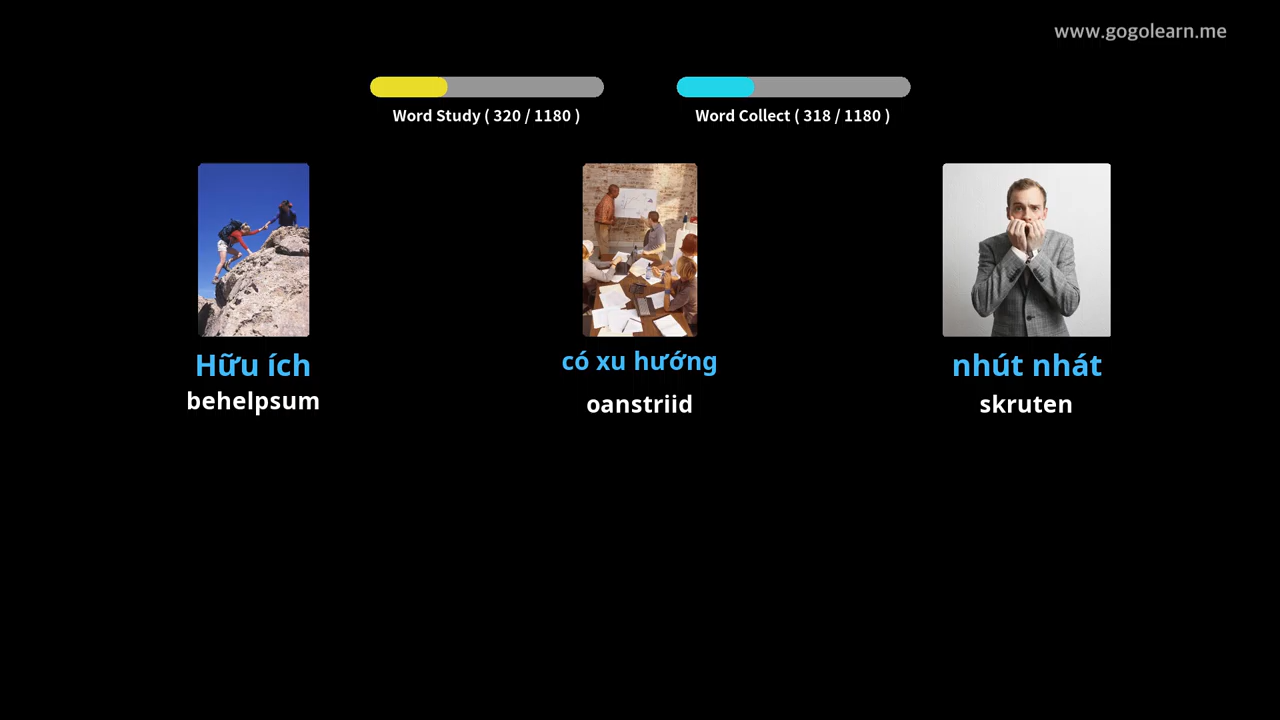 www.gogolearn.me
Word Study ( 320 / 1180 )
Word Collect ( 318 / 1180 )
Hữu ích
behelpsum
có xu hướng
oanstriid
nhút nhát
skruten